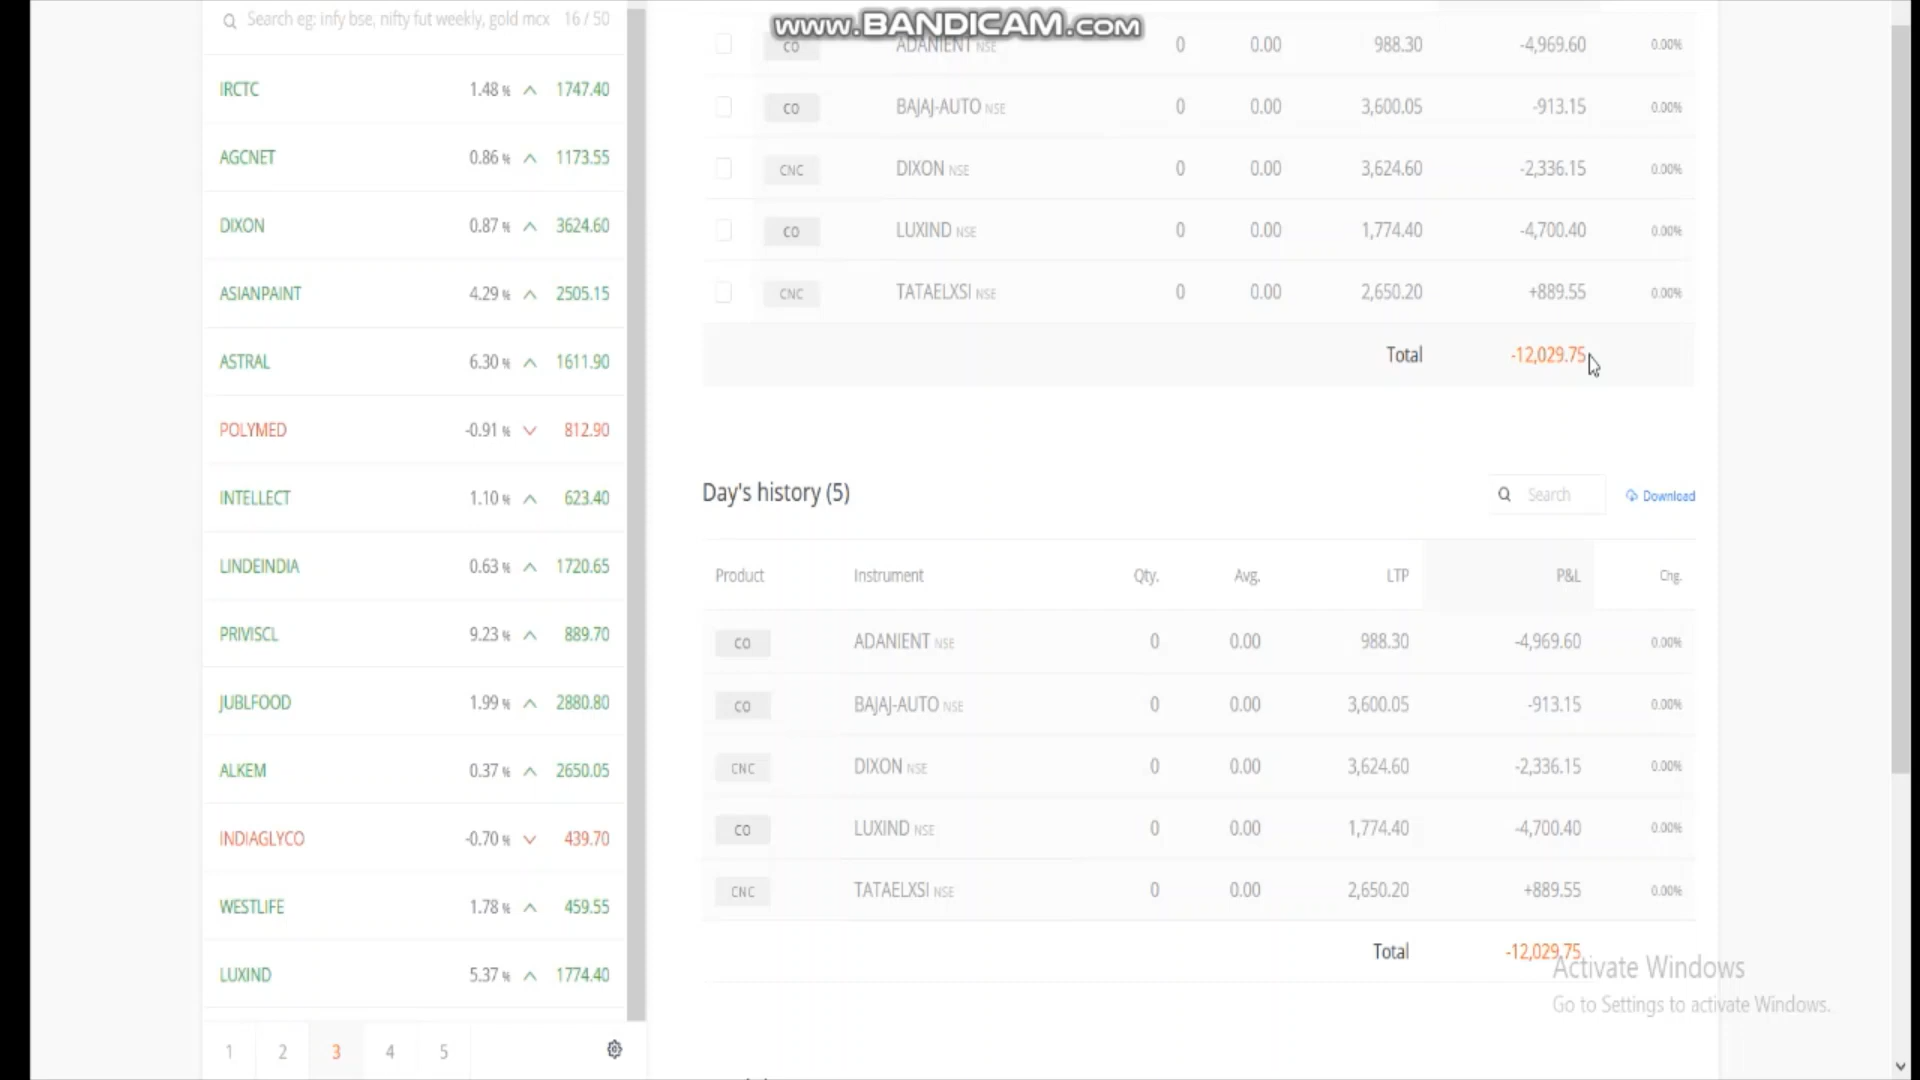 www.BANDICAM.com
Search eg: infy bse, nifty fut weekly, gold mcx 16 / 50
IRCTC 1.48 % 1747.40
AGCNET 0.86 % 1173.55
DIXON 0.87 % 3624.60
ASIANPAINT 4.29 % 2505.15
ASTRAL 6.30 % 1611.90
POLYMED -0.91 % 812.90
INTELLECT 1.10 % 623.40
LINDEINDIA 0.63 % 1720.65
PRIVISCL 9.23 % 889.70
JUBLFOOD 1.99 % 2880.80
ALKEM 0.37 % 2650.05
INDIAGLYCO -0.70 % 439.70
WESTLIFE 1.78 % 459.55
LUXIND 5.37 % 1774.40
1 2 3 4 5
CO ADANIENT NSE 0 0.00 988.30 -4,969.60 0.00%
CO BAJAJ-AUTO NSE 0 0.00 3,600.05 -913.15 0.00%
CNC DIXON NSE 0 0.00 3,624.60 -2,336.15 0.00%
CO LUXIND NSE 0 0.00 1,774.40 -4,700.40 0.00%
CNC TATAELXSI NSE 0 0.00 2,650.20 +889.55 0.00%
Total -12,029.75
Day's history (5) Search Download
Product Instrument Qty. Avg. LTP P&L Chg.
CO ADANIENT NSE 0 0.00 988.30 -4,969.60 0.00%
CO BAJAJ-AUTO NSE 0 0.00 3,600.05 -913.15 0.00%
CNC DIXON NSE 0 0.00 3,624.60 -2,336.15 0.00%
CO LUXIND NSE 0 0.00 1,774.40 -4,700.40 0.00%
CNC TATAELXSI NSE 0 0.00 2,650.20 +889.55 0.00%
Total -12,029.75
Activate Windows
Go to Settings to activate Windows.